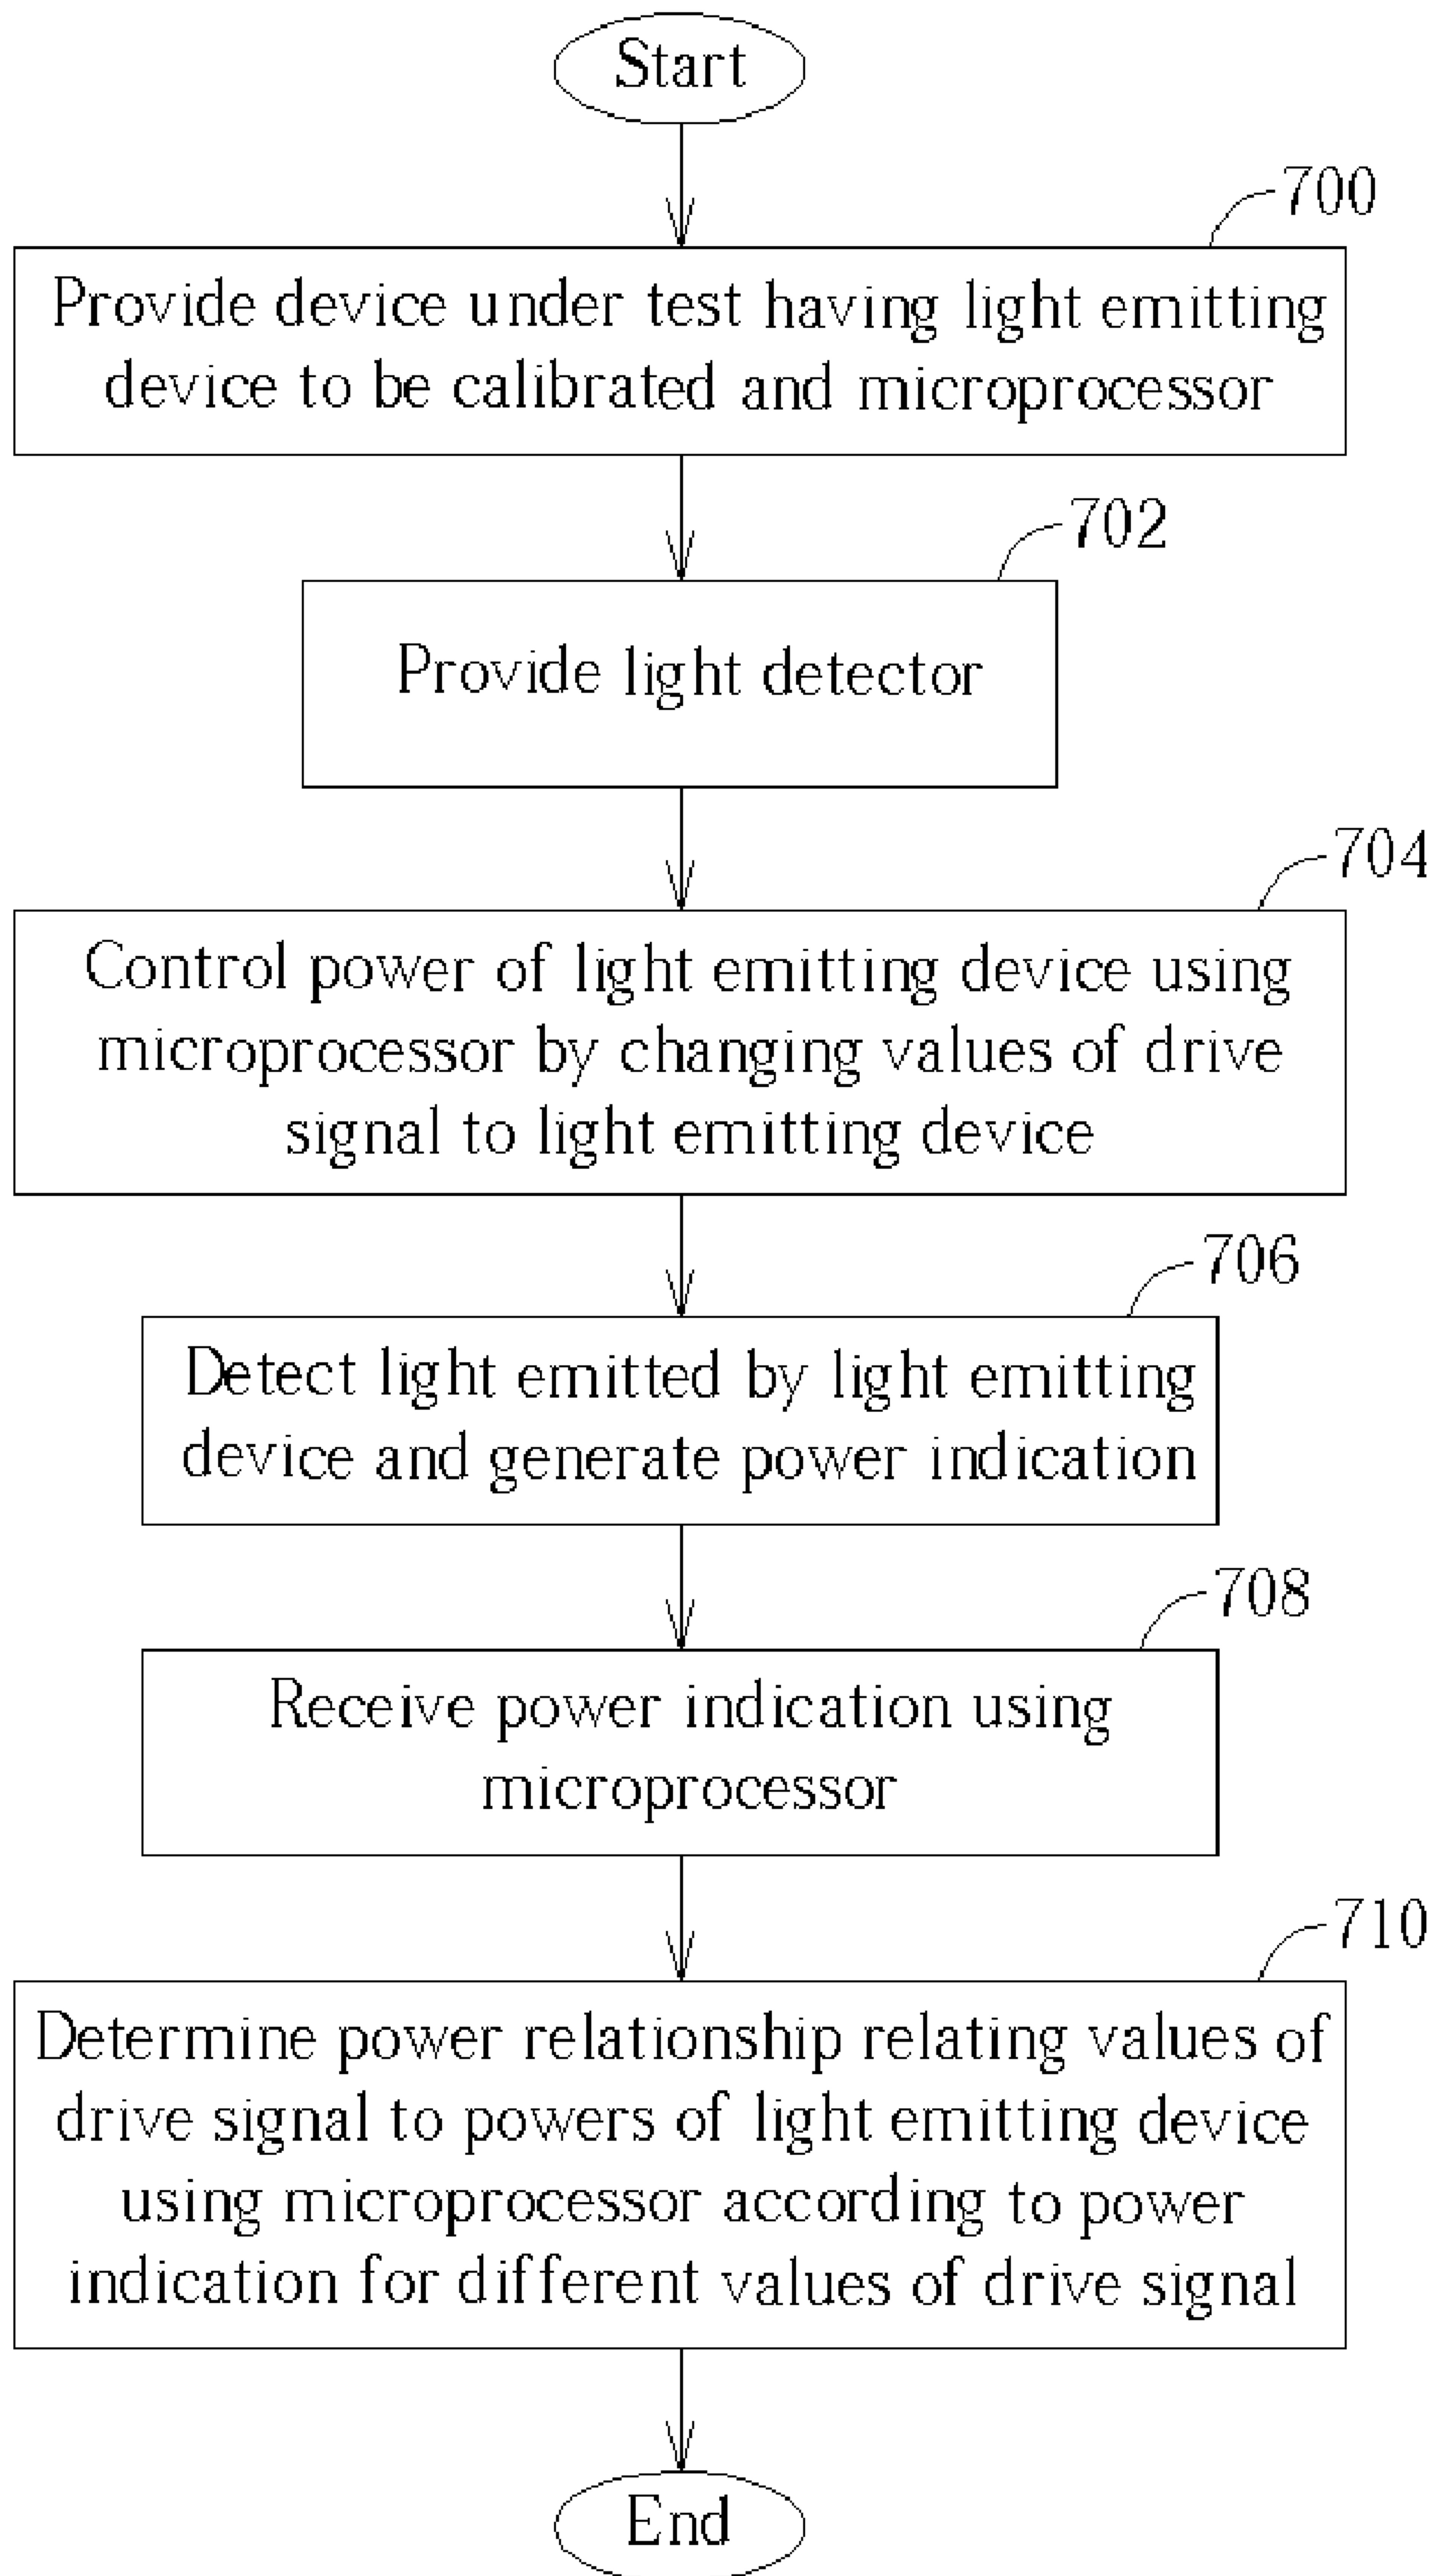 Start
700
Provide device under test having light emitting
device to be calibrated and microprocessor
702
Provide light detector
704
Control power of light emitting device using
microprocessor by changing values of drive
signal to light emitting device
706
Detect light emitted by light emitting
device and generate power indication
708
Receive power indication using
microprocessor
710
Determine power relationship relating values of
drive signal to powers of light emitting device
using microprocessor according to power
indication for different values of drive signal
End